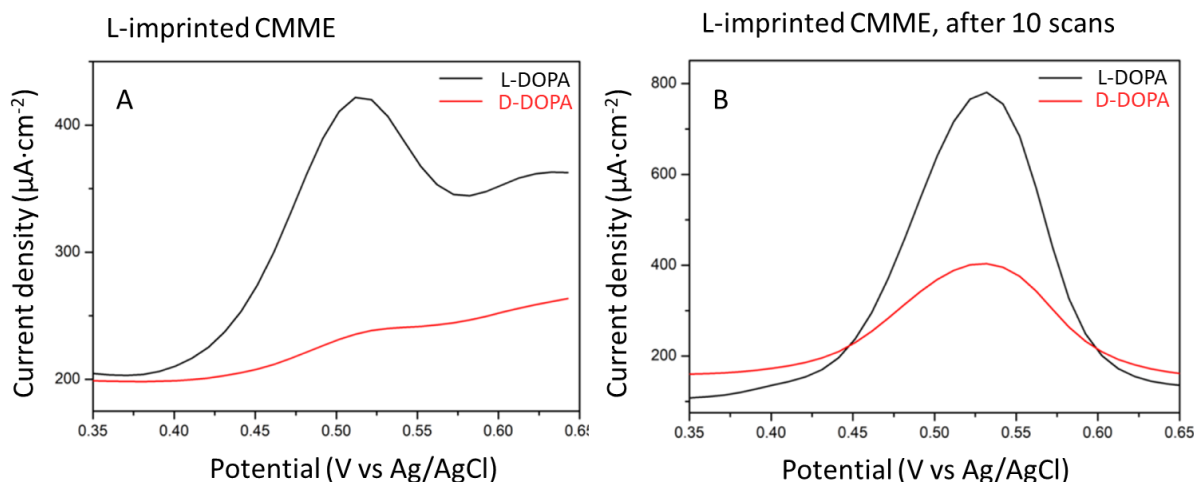 L-imprinted CMME
A
L-DOPA
D-DOPA
Current density (µA·cm⁻²)
400
300
200
0.35 0.40 0.45 0.50 0.55 0.60 0.65
Potential (V vs Ag/AgCl)
L-imprinted CMME, after 10 scans
B
L-DOPA
D-DOPA
Current density (µA·cm⁻²)
800
600
400
200
0.35 0.40 0.45 0.50 0.55 0.60 0.65
Potential (V vs Ag/AgCl)